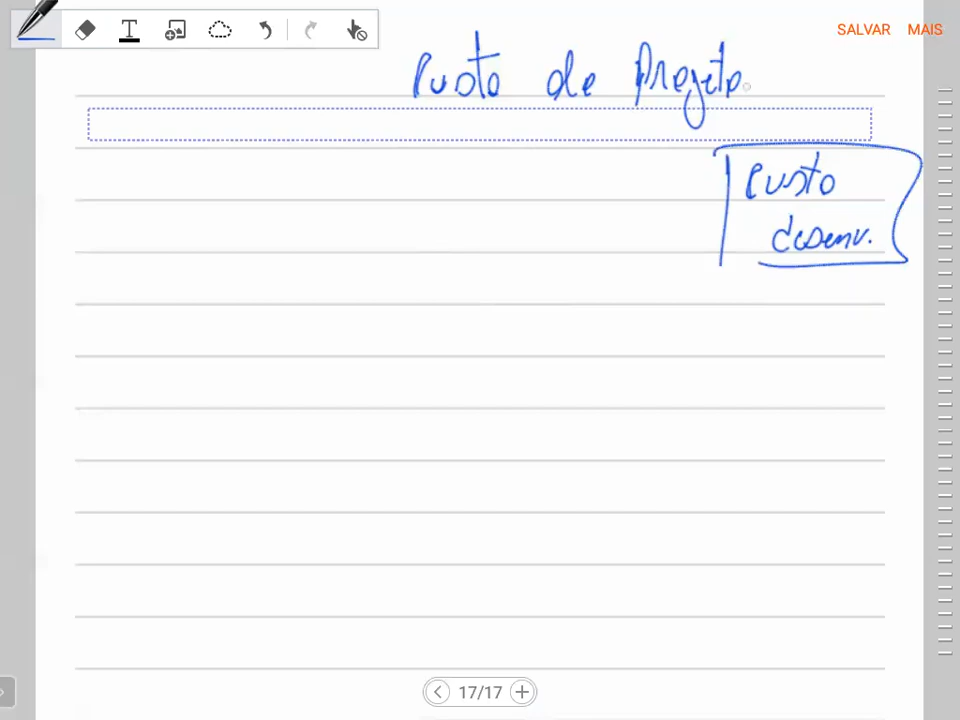 SALVAR MAIS
Custo de Projeto
Custo
desenv.
17/17